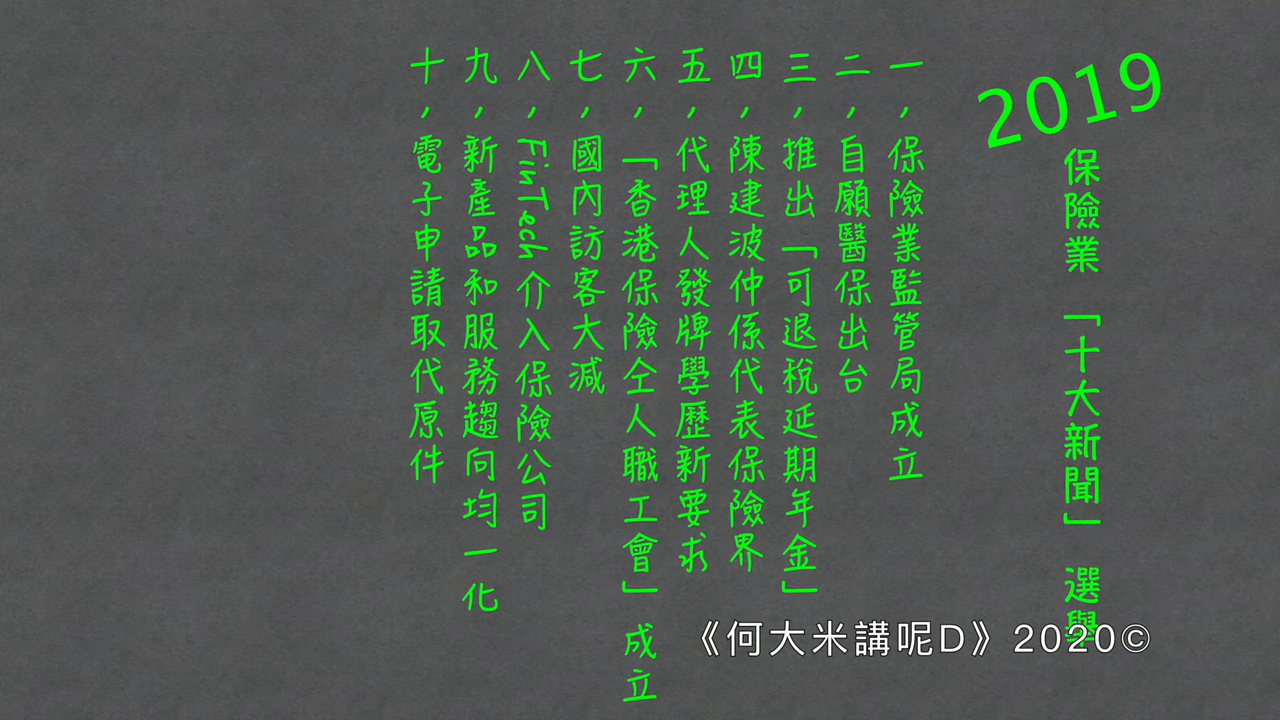 2019
保險業「十大新聞」選舉
一，保險業監管局成立
二，自願醫保出台
三，推出「可退稅延期年金」
四，陳建波仲係代表保險界
五，代理人發牌學歷新要求
六，「香港保險仝人職工會」成立
七，國內訪客大減
八，FinTech介入保險公司
九，新產品和服務趨向均一化
十，電子申請取代原件
《何大米講呢D》2020©